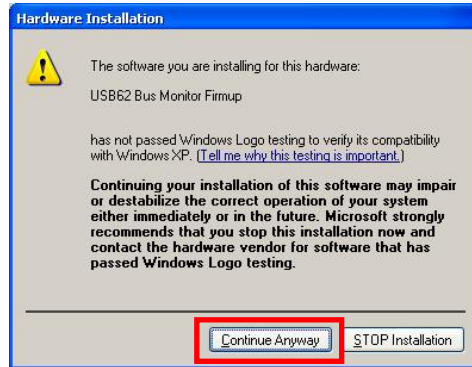 Hardware Installation
The software you are installing for this hardware:
USB62 Bus Monitor Firmup
has not passed Windows Logo testing to verify its compatibility
with Windows XP. (Tell me why this testing is important.)
Continuing your installation of this software may impair
or destabilize the correct operation of your system
either immediately or in the future. Microsoft strongly
recommends that you stop this installation now and
contact the hardware vendor for software that has
passed Windows Logo testing.
Continue Anyway STOP Installation